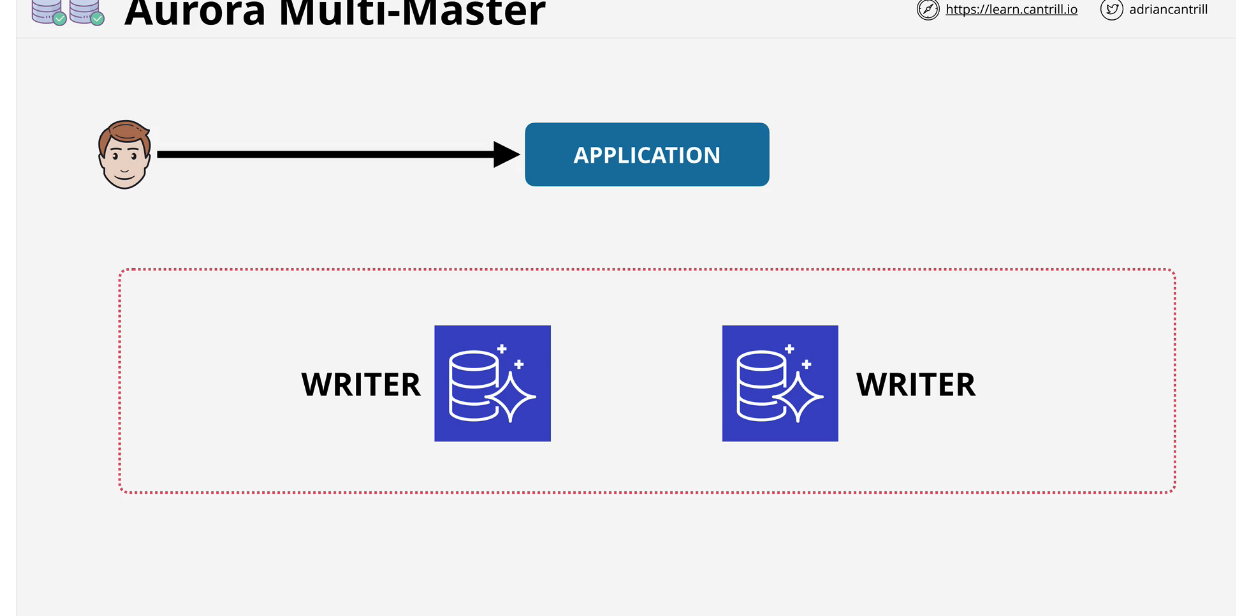 Aurora Multi-Master
https://learn.cantrill.io
adriancantrill
APPLICATION
WRITER
WRITER